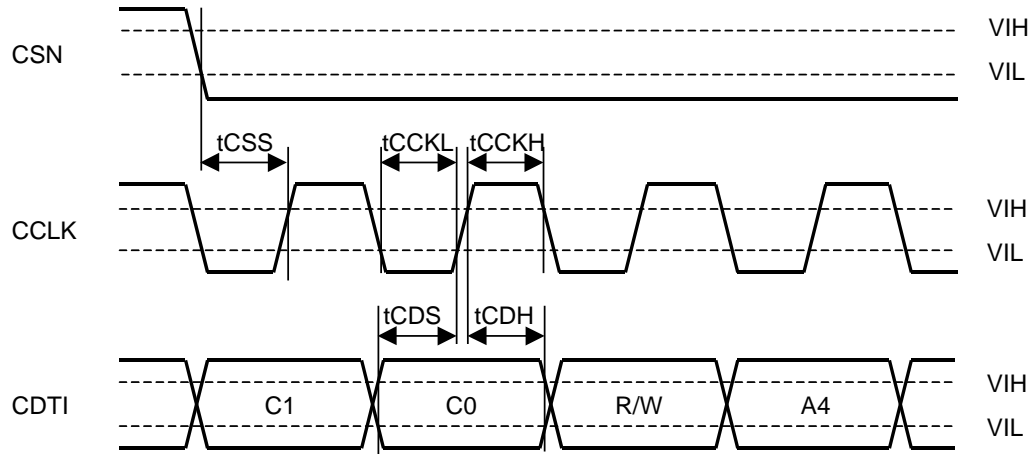 VIH
CSN
VIL
tCSS tCCKL tCCKH
VIH
CCLK
VIL
tCDS tCDH
VIH
CDTI C1 C0 R/W A4
VIL